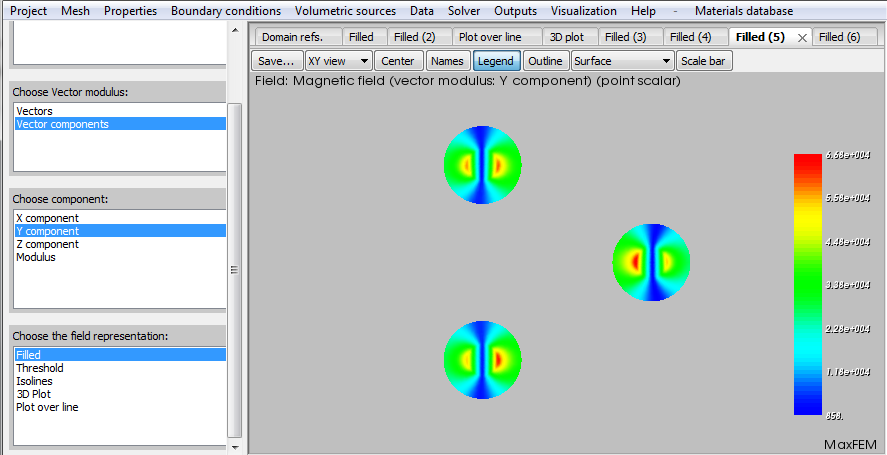 Project Mesh Properties Boundary conditions Volumetric sources Data Solver Outputs Visualization Help - Materials database
Domain refs. Filled Filled (2) Plot over line 3D plot Filled (3) Filled (4) Filled (5) Filled (6)
Save... XY view Center Names Legend Outline Surface Scale bar
Field: Magnetic field (vector modulus: Y component) (point scalar)
Choose Vector modulus:
Vectors
Vector components
Choose component:
X component
Y component
Z component
Modulus
Choose the field representation:
Filled
Threshold
Isolines
3D Plot
Plot over line
6.68e+004
5.58e+004
4.48e+004
3.38e+004
2.28e+004
1.18e+004
858.
MaxFEM